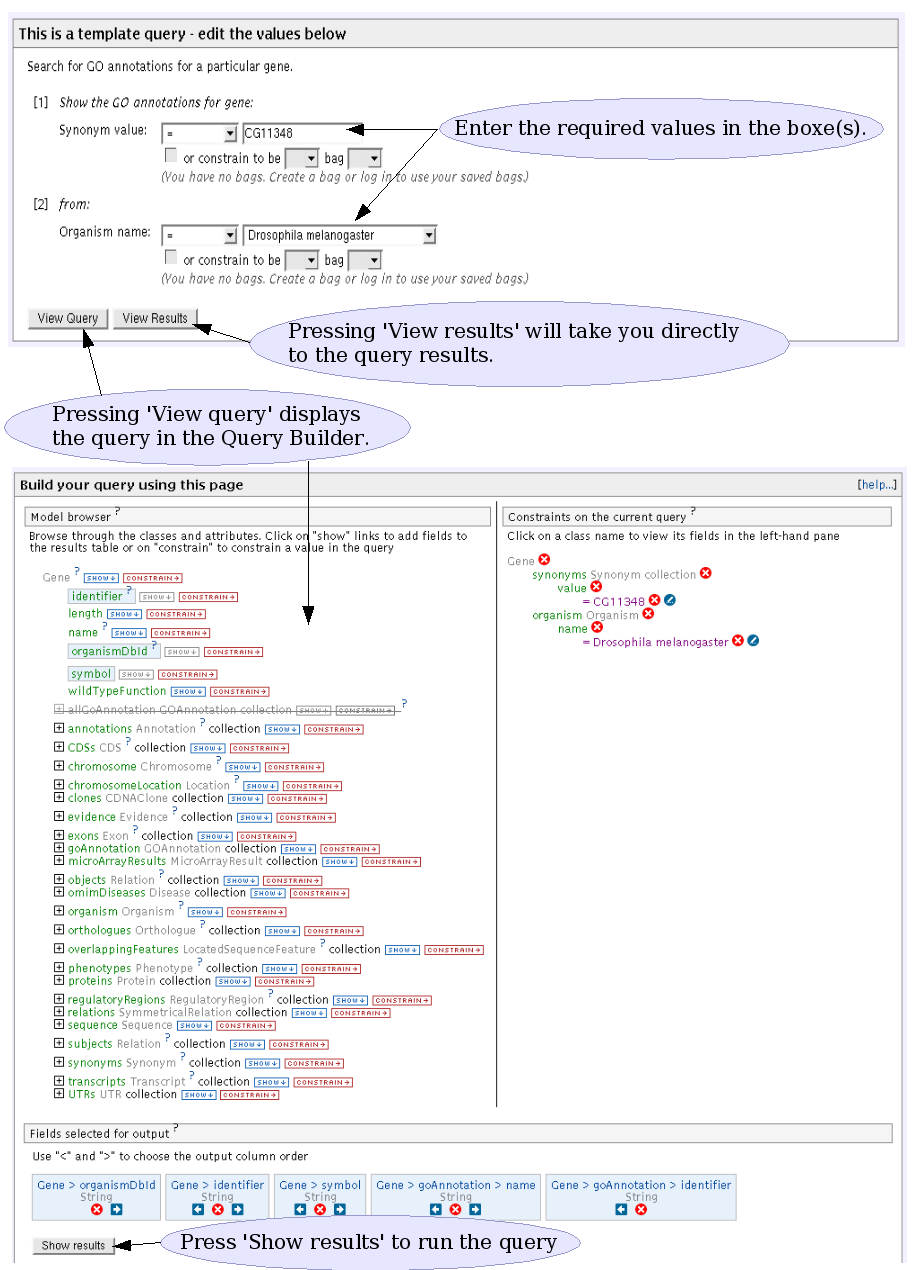 This is a template query - edit the values below
Search for GO annotations for a particular gene.
[1] Show the GO annotations for gene:
Synonym value: = CG11348
Enter the required values in the boxe(s).
or constrain to be bag
(You have no bags. Create a bag or log in to use your saved bags.)
[2] from:
Organism name: = Drosophila melanogaster
or constrain to be bag
(You have no bags. Create a bag or log in to use your saved bags.)
View Query View Results
Pressing 'View results' will take you directly
to the query results.
Pressing 'View query' displays
the query in the Query Builder.
Build your query using this page [help...]
Model browser ?
Browse through the classes and attributes. Click on "show" links to add fields to
the results table or on "constrain" to constrain a value in the query
Gene ? SHOW↓ CONSTRAIN→
identifier ? SHOW↓ CONSTRAIN→
length SHOW↓ CONSTRAIN→
name ? SHOW↓ CONSTRAIN→
organismDbId ? SHOW↓ CONSTRAIN→
symbol SHOW↓ CONSTRAIN→
wildTypeFunction SHOW↓ CONSTRAIN→
+ allGoAnnotation GOAnnotation collection SHOW↓ CONSTRAIN→ ?
+ annotations Annotation ? collection SHOW↓ CONSTRAIN→
+ CDSs CDS ? collection SHOW↓ CONSTRAIN→
+ chromosome Chromosome ? SHOW↓ CONSTRAIN→
+ chromosomeLocation Location ? SHOW↓ CONSTRAIN→
+ clones CDNAClone collection SHOW↓ CONSTRAIN→
+ evidence Evidence ? collection SHOW↓ CONSTRAIN→
+ exons Exon ? collection SHOW↓ CONSTRAIN→
+ goAnnotation GOAnnotation collection SHOW↓ CONSTRAIN→
+ microArrayResults MicroArrayResult collection SHOW↓ CONSTRAIN→
+ objects Relation ? collection SHOW↓ CONSTRAIN→
+ omimDiseases Disease collection SHOW↓ CONSTRAIN→
+ organism Organism ? SHOW↓ CONSTRAIN→
+ orthologues Orthologue ? collection SHOW↓ CONSTRAIN→
+ overlappingFeatures LocatedSequenceFeature ? collection SHOW↓ CONSTRAIN→
+ phenotypes Phenotype ? collection SHOW↓ CONSTRAIN→
+ proteins Protein collection SHOW↓ CONSTRAIN→
+ regulatoryRegions RegulatoryRegion ? collection SHOW↓ CONSTRAIN→
+ relations SymmetricalRelation collection SHOW↓ CONSTRAIN→
+ sequence Sequence SHOW↓ CONSTRAIN→
+ subjects Relation ? collection SHOW↓ CONSTRAIN→
+ synonyms Synonym ? collection SHOW↓ CONSTRAIN→
+ transcripts Transcript ? collection SHOW↓ CONSTRAIN→
+ UTRs UTR collection SHOW↓ CONSTRAIN→
Constraints on the current query ?
Click on a class name to view its fields in the left-hand pane
Gene
synonyms Synonym collection
value
= CG11348
organism Organism
name
= Drosophila melanogaster
Fields selected for output ?
Use "<" and ">" to choose the output column order
Gene > organismDbId Gene > identifier Gene > symbol Gene > goAnnotation > name Gene > goAnnotation > identifier
String String String String String
Show results
Press 'Show results' to run the query